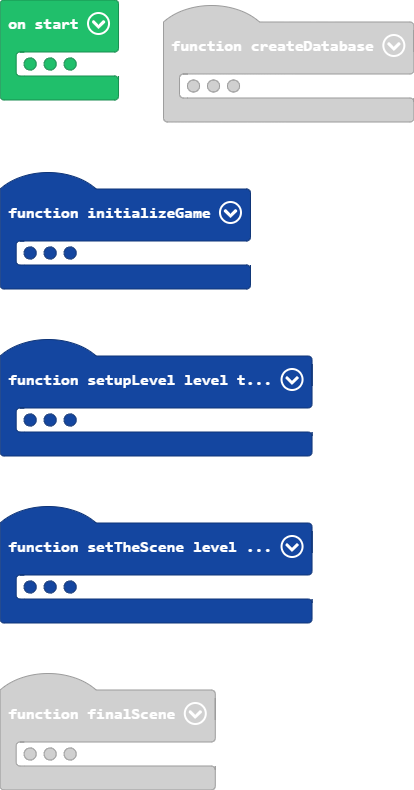 on start
function createDatabase
function initializeGame
function setupLevel level t...
function setTheScene level ...
function finalScene